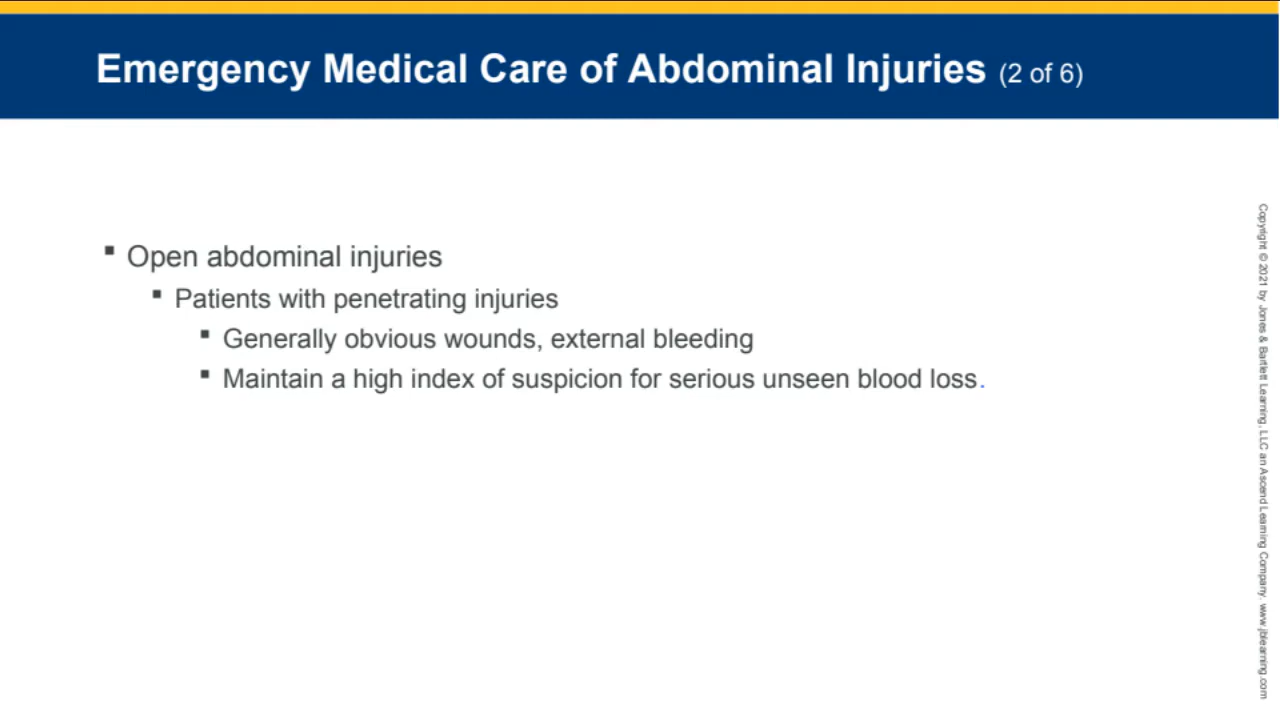 Emergency Medical Care of Abdominal Injuries (2 of 6)
▪ Open abdominal injuries
▪ Patients with penetrating injuries
▪ Generally obvious wounds, external bleeding
▪ Maintain a high index of suspicion for serious unseen blood loss.
Copyright © 2021 by Jones & Bartlett Learning, LLC an Ascend Learning Company. www.jblearning.com